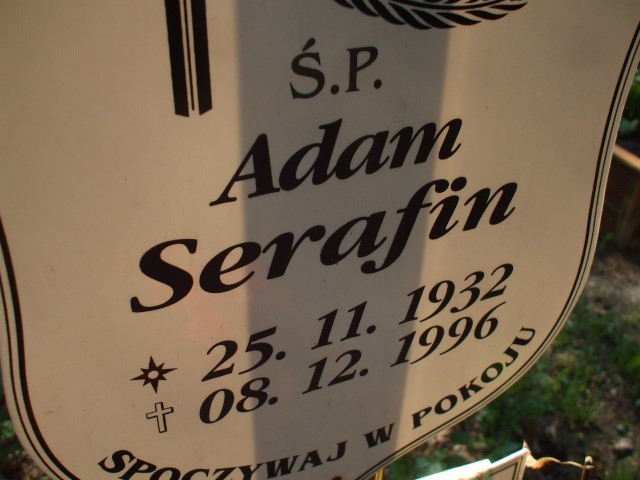 Ś.P.
Adam
Serafin
25. 11. 1932
08. 12. 1996
SPOCZYWAJ W POKOJU